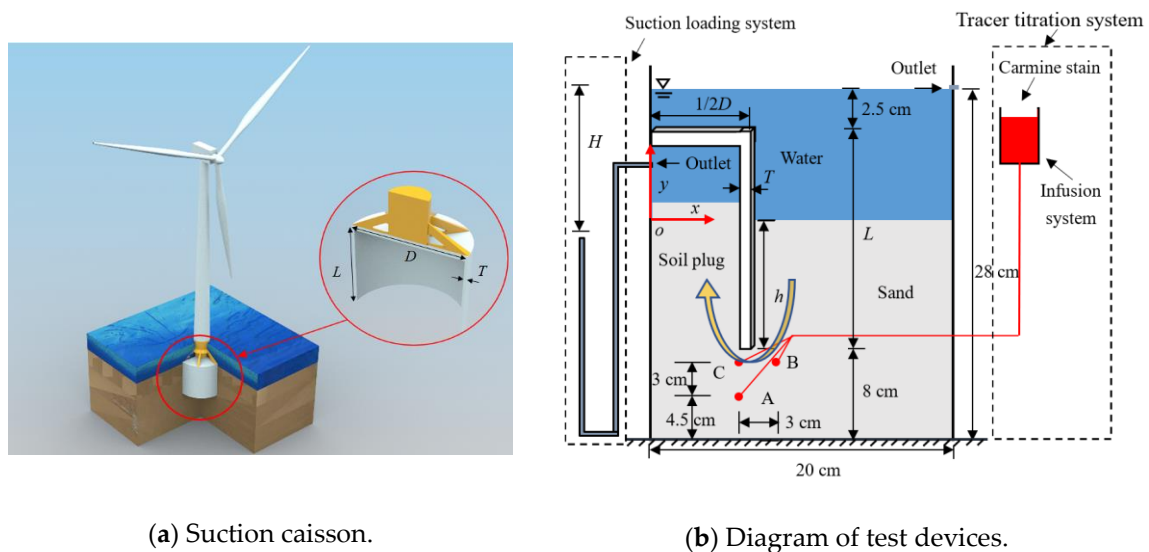 Suction loading system
Tracer titration system
Outlet
Carmine stain
1/2D
2.5 cm
H
Water
Outlet
T
Infusion
system
y
x
o
L
D
L
T
Soil plug
h
Sand
28 cm
C
B
3 cm
A
8 cm
4.5 cm
3 cm
20 cm
(a) Suction caisson.
(b) Diagram of test devices.